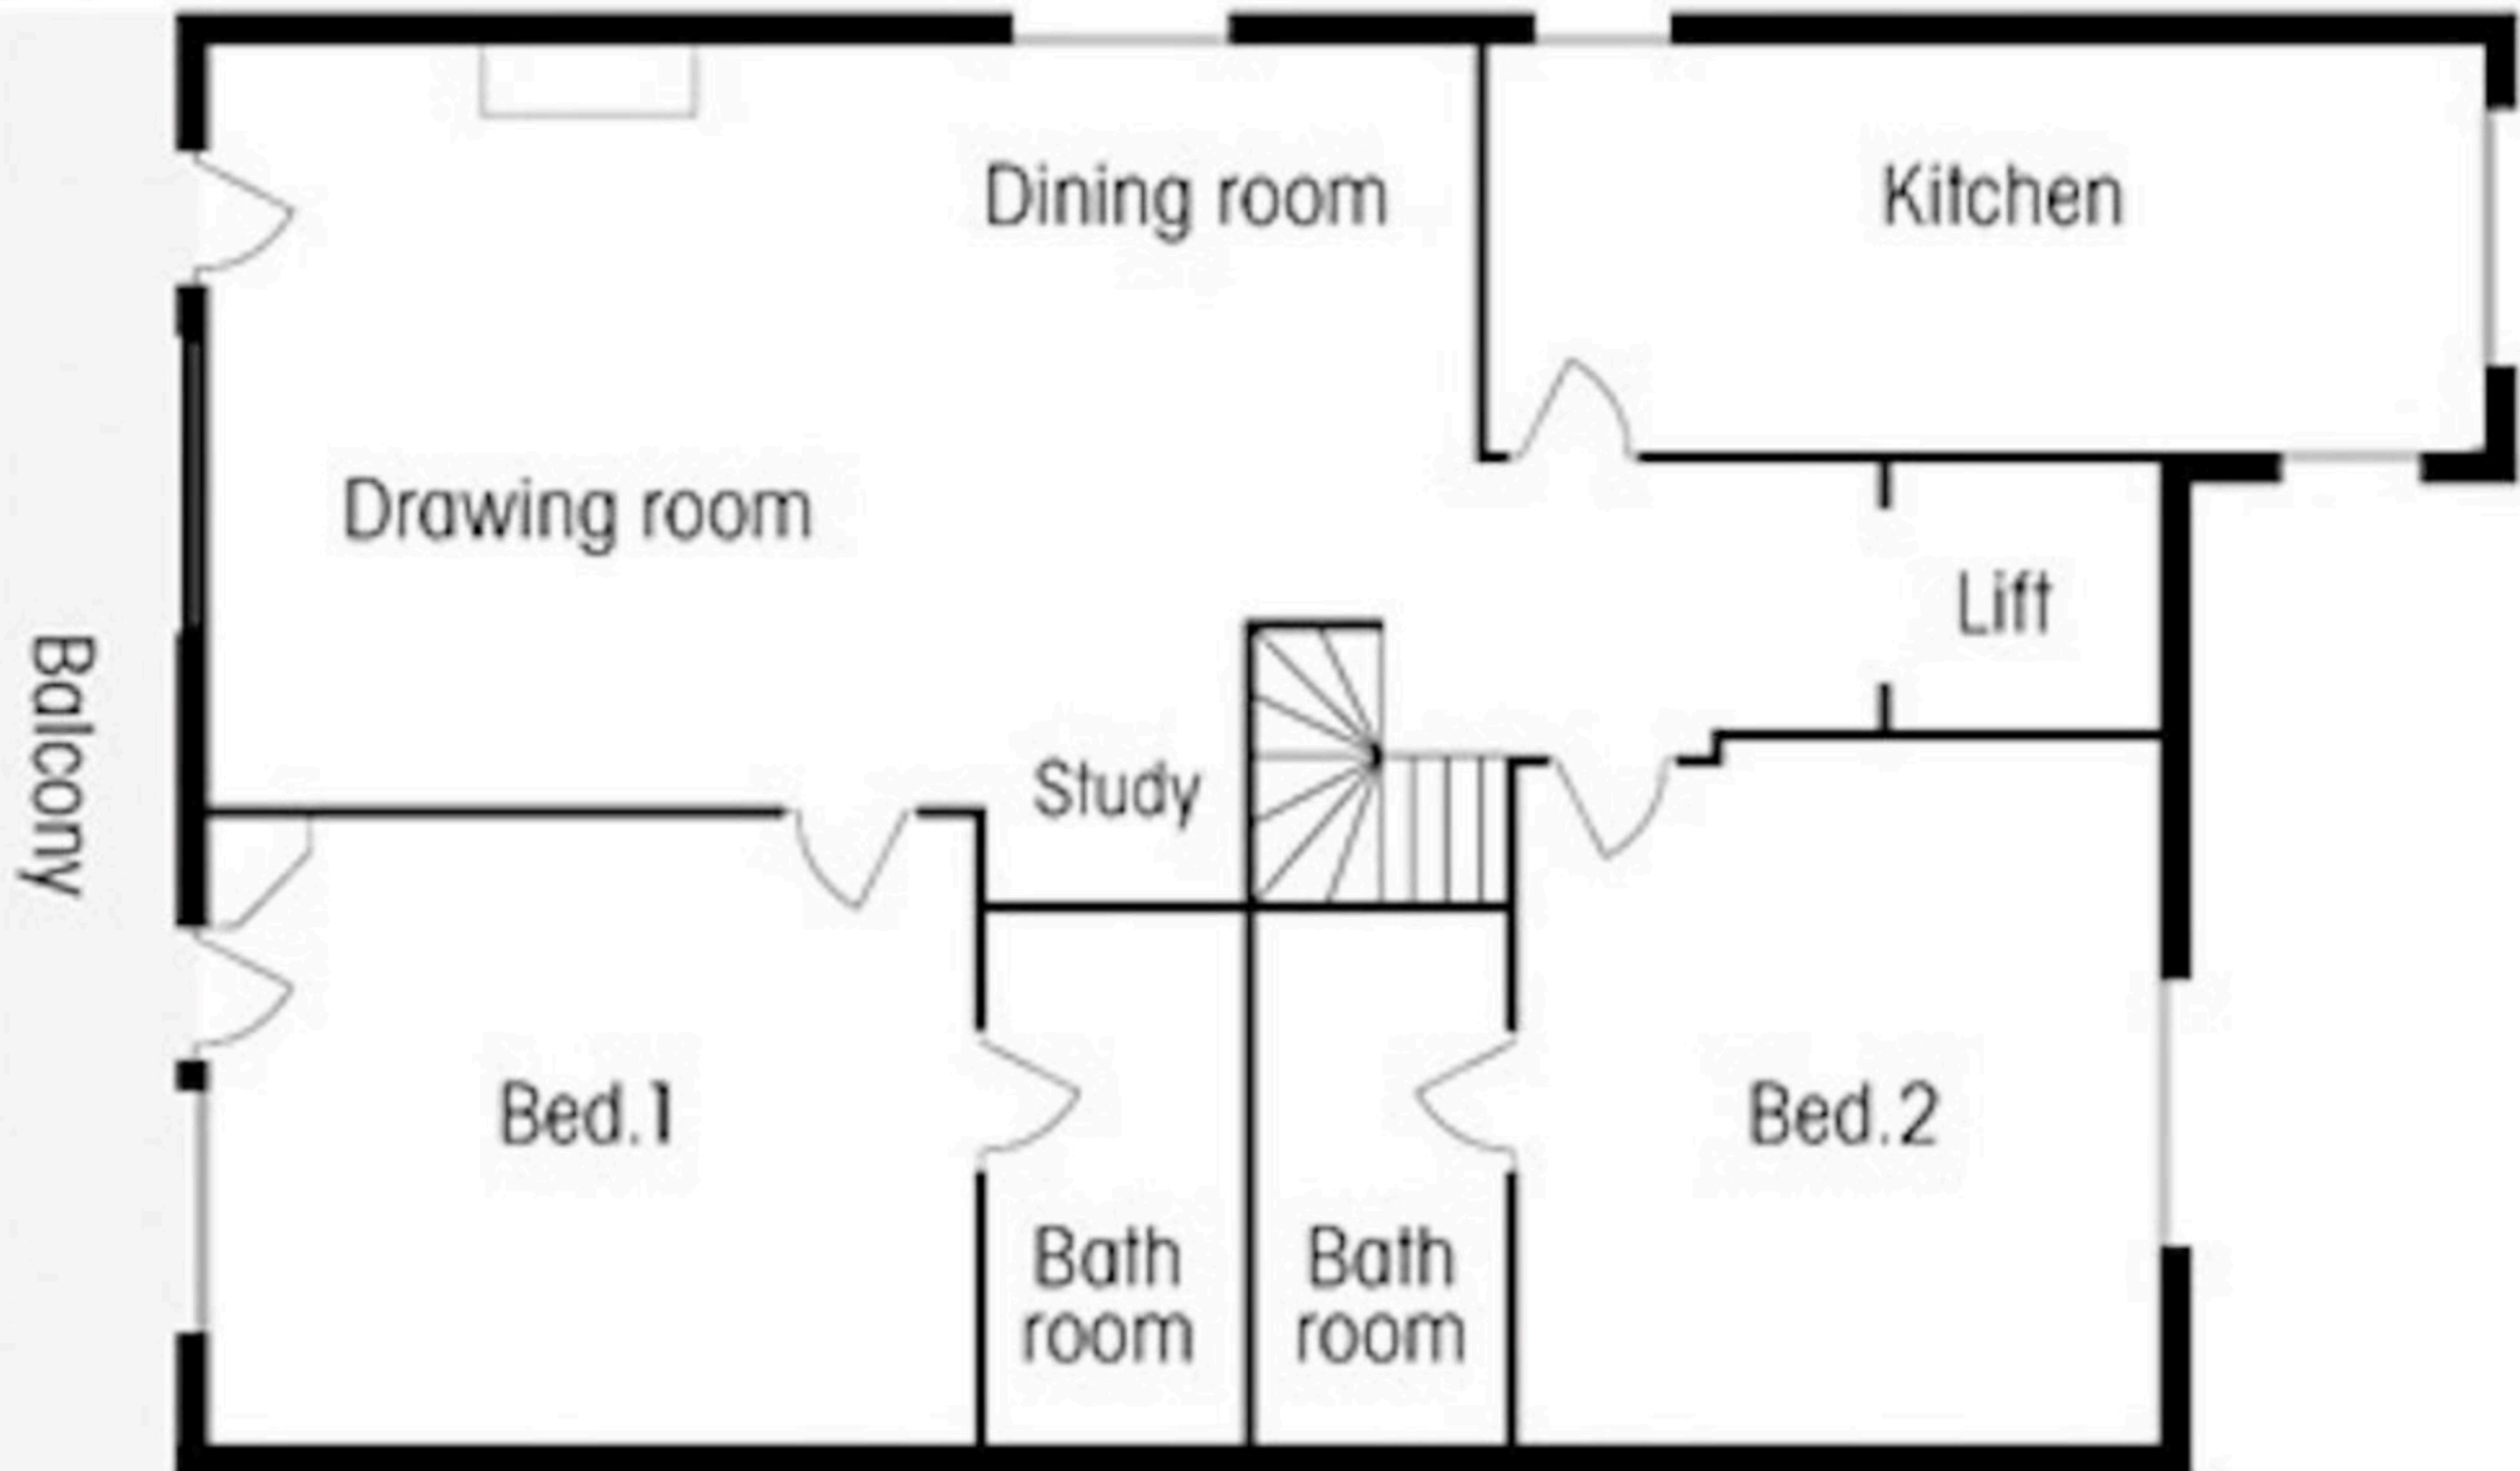 Dining room
Kitchen
Drawing room
Lift
Balcony
Study
Bed.1
Bed.2
Bath
room
Bath
room